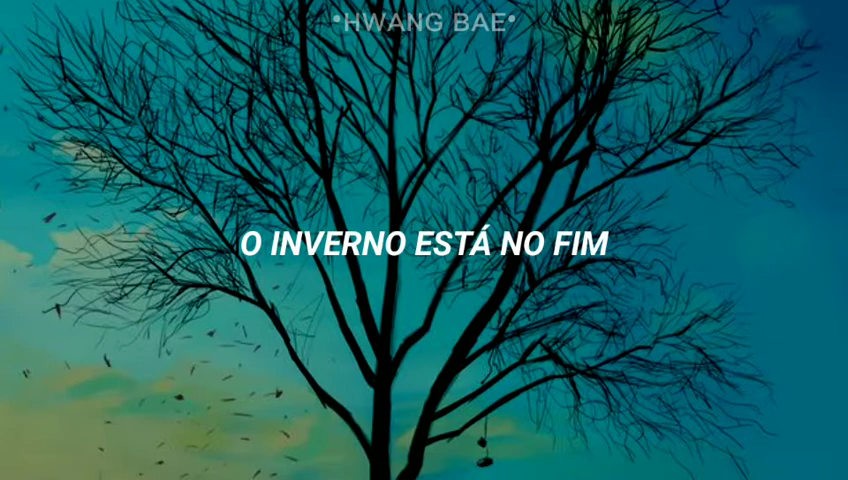 •HWANG BAE•
O INVERNO ESTÁ NO FIM